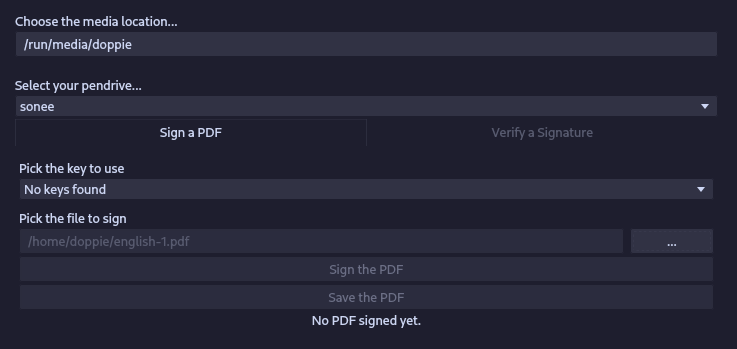 Choose the media location...
/run/media/doppie
Select your pendrive...
sonee
Sign a PDF
Verify a Signature
Pick the key to use
No keys found
Pick the file to sign
/home/doppie/english-1.pdf
...
Sign the PDF
Save the PDF
No PDF signed yet.